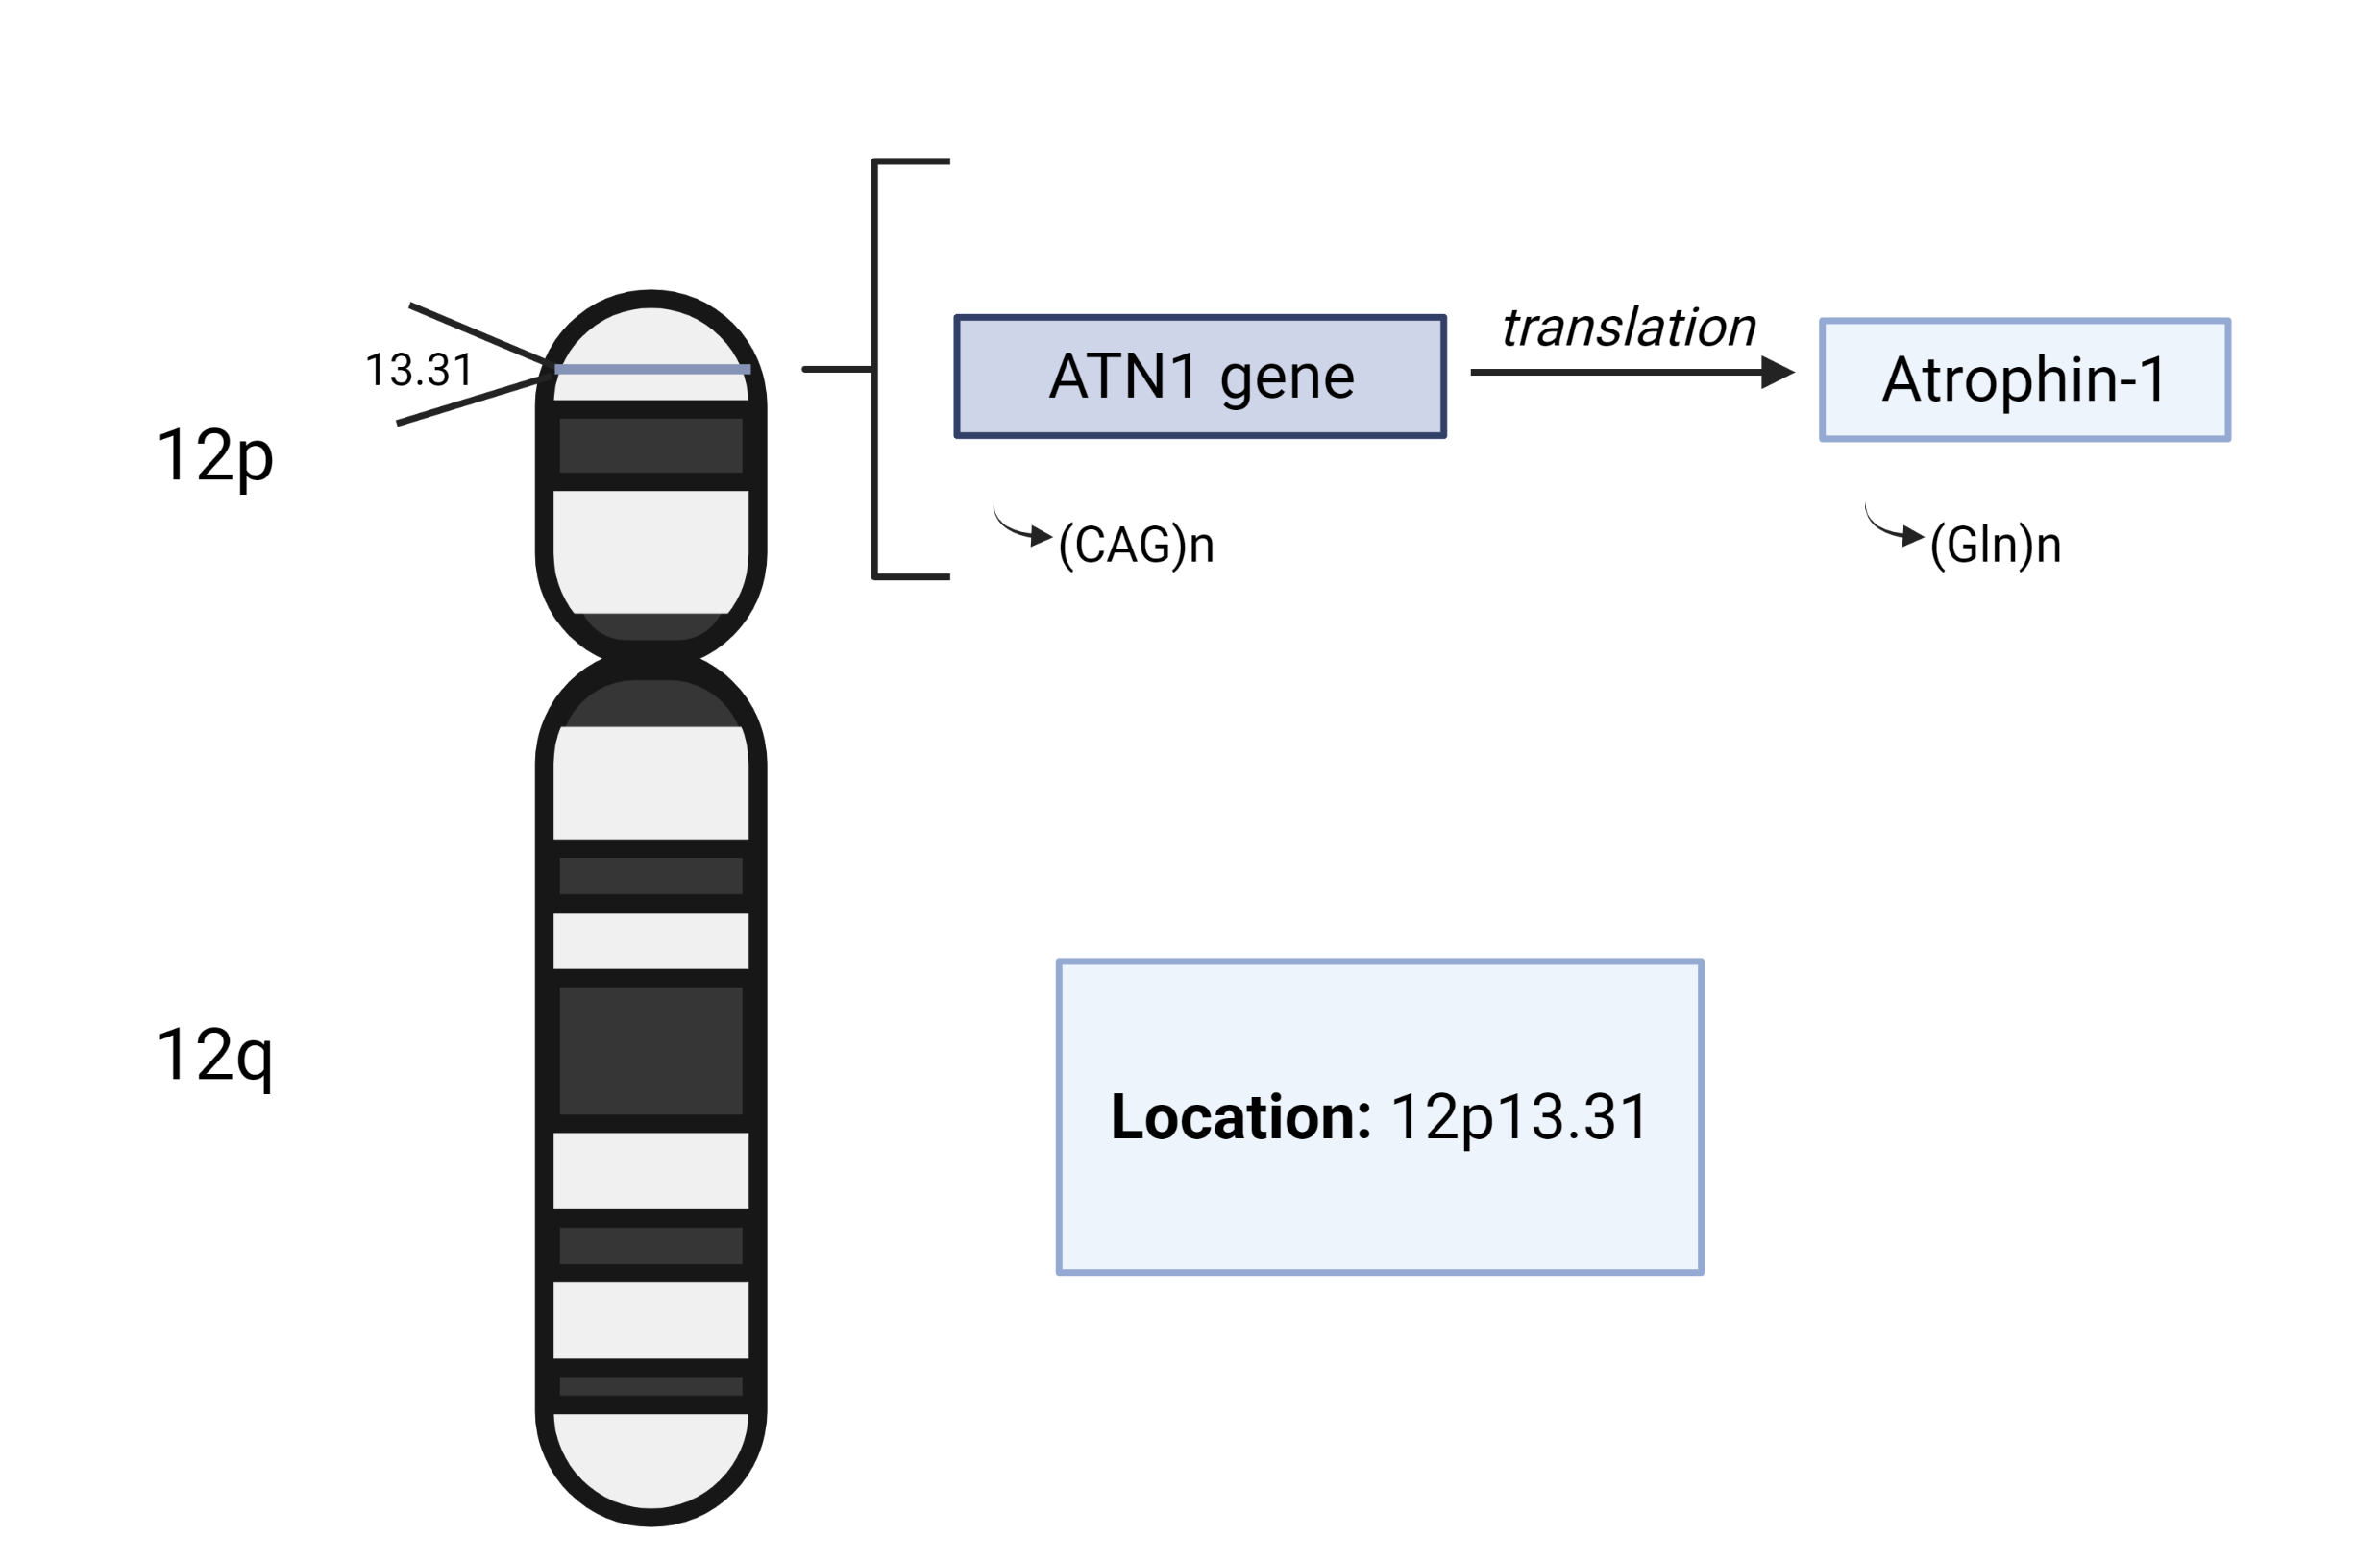 13.31
12p
ATN1 gene
translation
Atrophin-1
(CAG)n
(Gln)n
12q
Location: 12p13.31